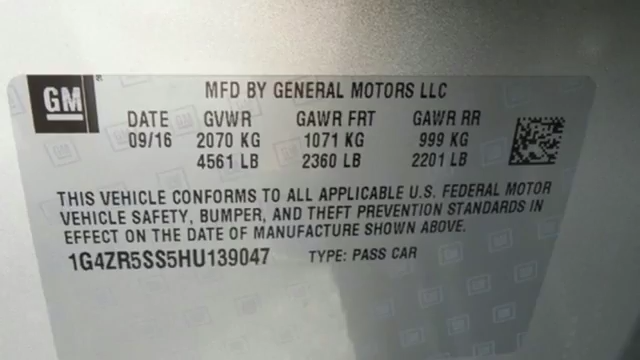 GM
MFD BY GENERAL MOTORS LLC
DATE GVWR GAWR FRT GAWR RR
09/16 2070 KG 1071 KG 999 KG
4561 LB 2360 LB 2201 LB
THIS VEHICLE CONFORMS TO ALL APPLICABLE U.S. FEDERAL MOTOR
VEHICLE SAFETY, BUMPER, AND THEFT PREVENTION STANDARDS IN
EFFECT ON THE DATE OF MANUFACTURE SHOWN ABOVE.
1G4ZR5SS5HU139047 TYPE: PASS CAR